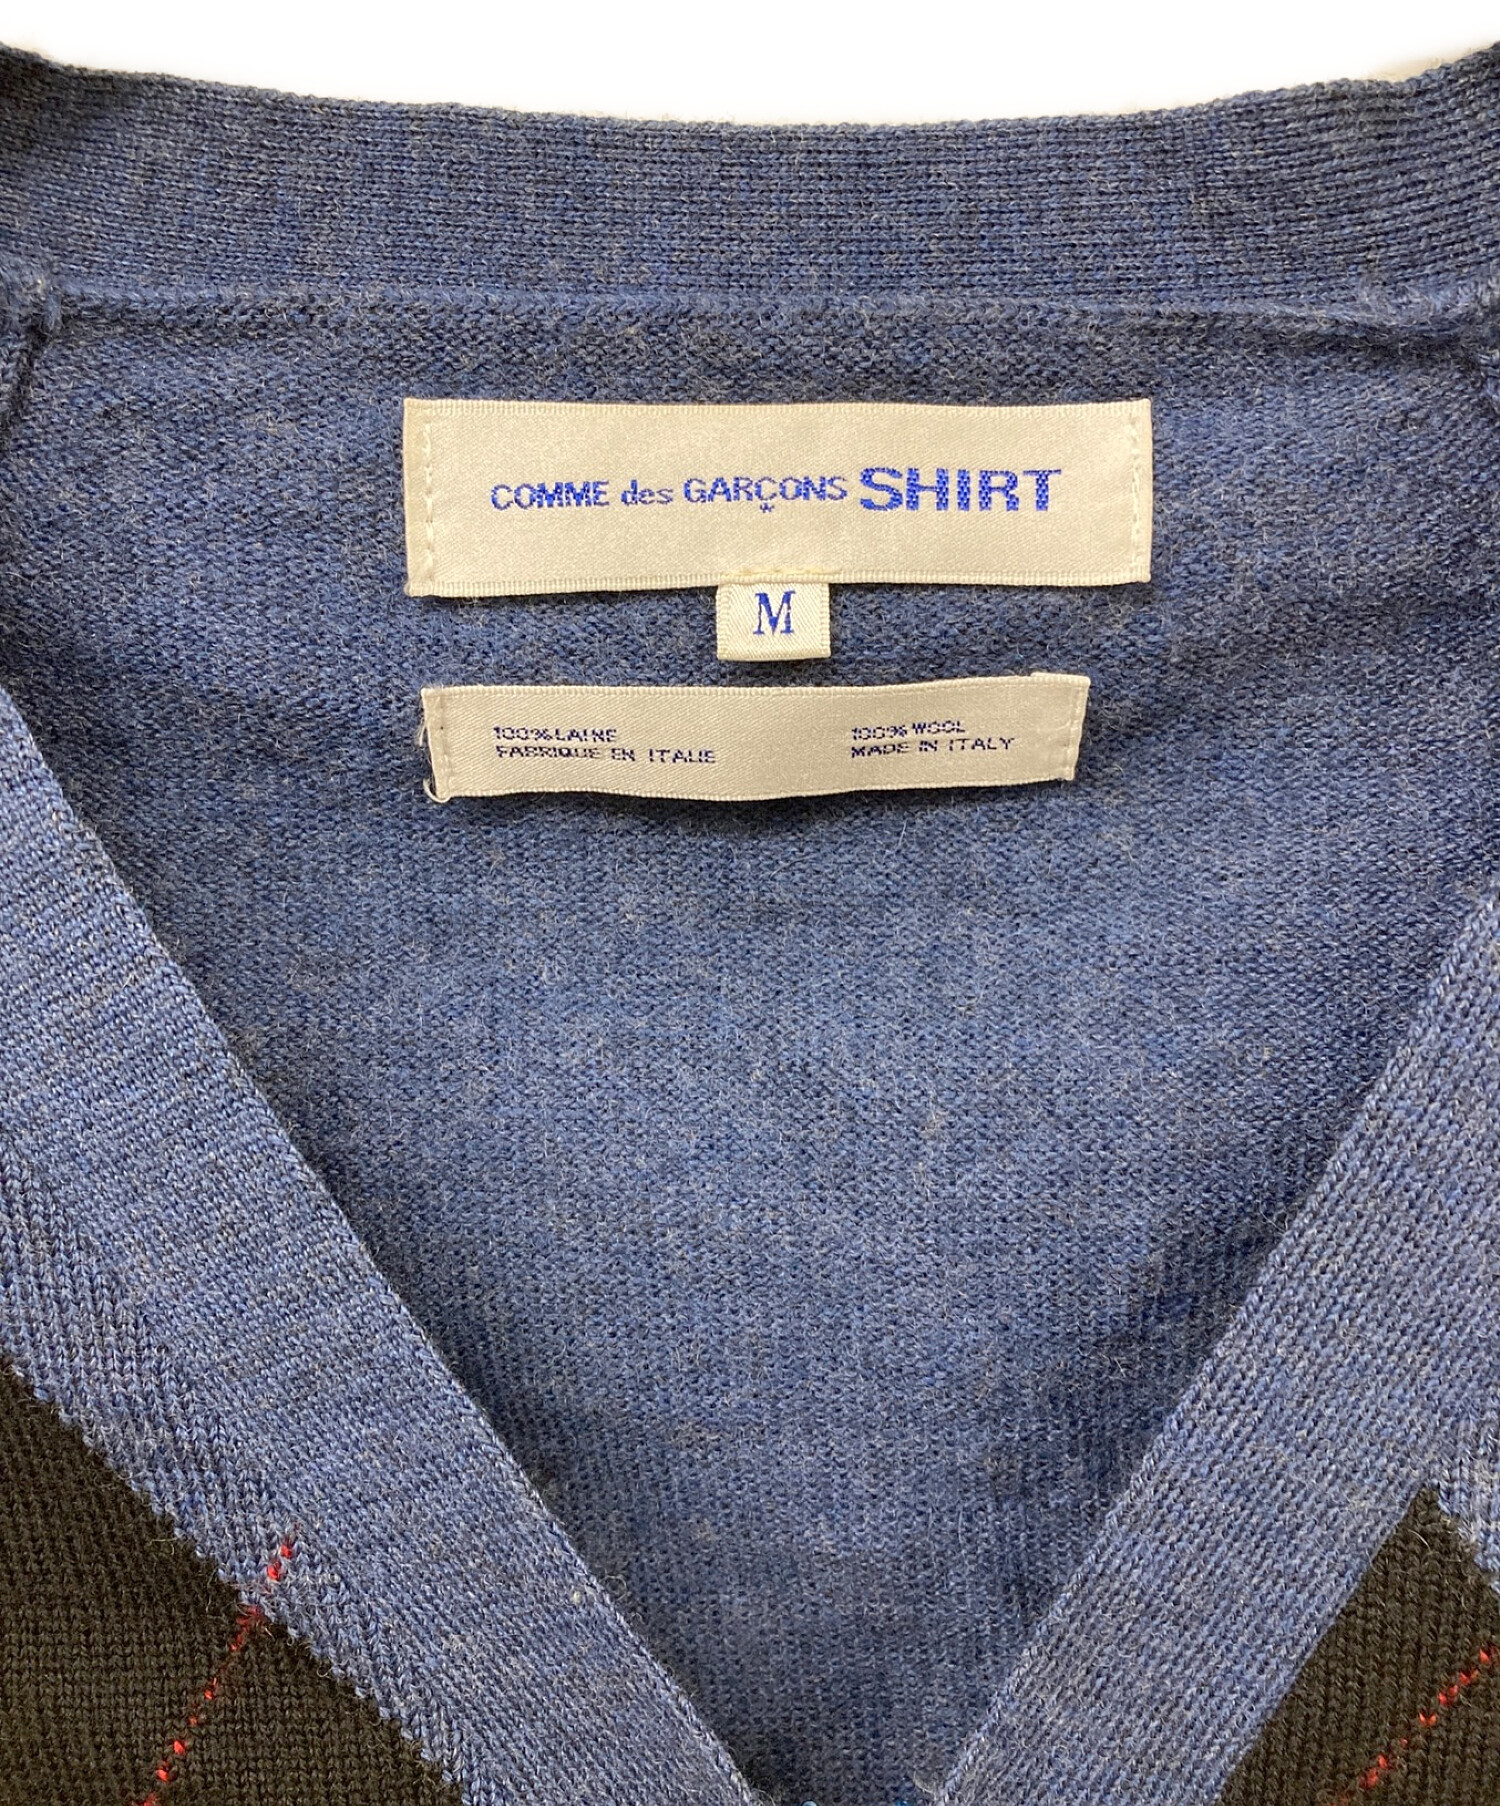 COMME des GARÇONS SHIRT
*
M
100% LAINE
FABRIQUE EN ITALIE
100% WOOL
MADE IN ITALY